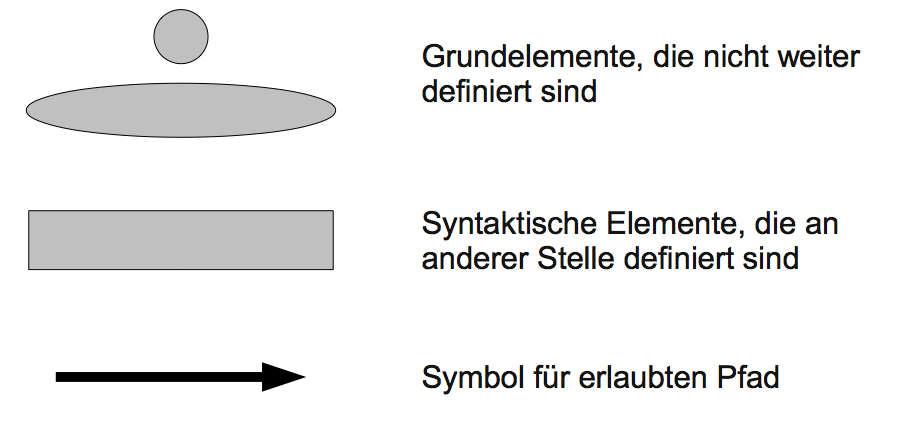 Grundelemente, die nicht weiter
definiert sind
Syntaktische Elemente, die an
anderer Stelle definiert sind
Symbol für erlaubten Pfad